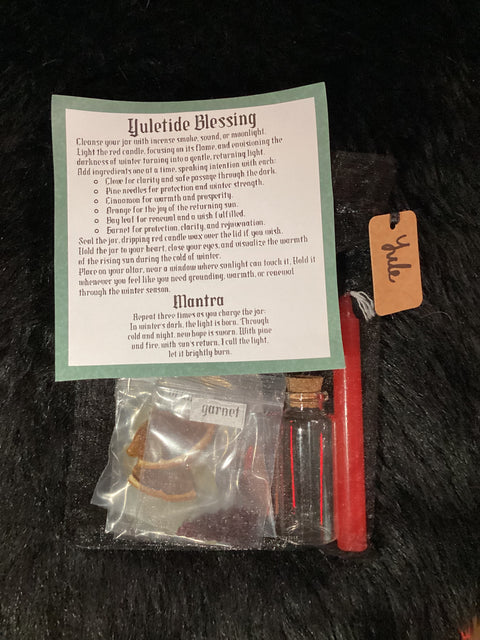 Yuletide Blessing
Cleanse your jar with incense smoke, sound, or moonlight.
Light the red candle, focusing on its flame, and envisioning the
darkness of winter turning into a gentle, returning light.
Add ingredients one at a time, speaking intention with each:
o Clove for clarity and safe passage through the dark.
o Pine needles for protection and winter strength.
o Cinnamon for warmth and prosperity.
o Orange for the joy of the returning sun.
o Bay leaf for renewal and a wish fulfilled.
o Garnet for protection, clarity, and rejuvenation.
Seal the jar, dripping red candle wax over the lid if you wish.
Hold the jar to your heart, close your eyes, and visualize the warmth
of the rising sun during the cold of winter.
Place on your altar, near a window where sunlight can touch it. Hold it
whenever you feel like you need grounding, warmth, or renewal
through the winter season.
Mantra
Repeat three times as you charge the jar:
In winter's dark, the light is born. Through
cold and night, new hope is sworn. With pine
and fire, with sun's return, I call the light,
let it brightly burn.
Yule
garnet